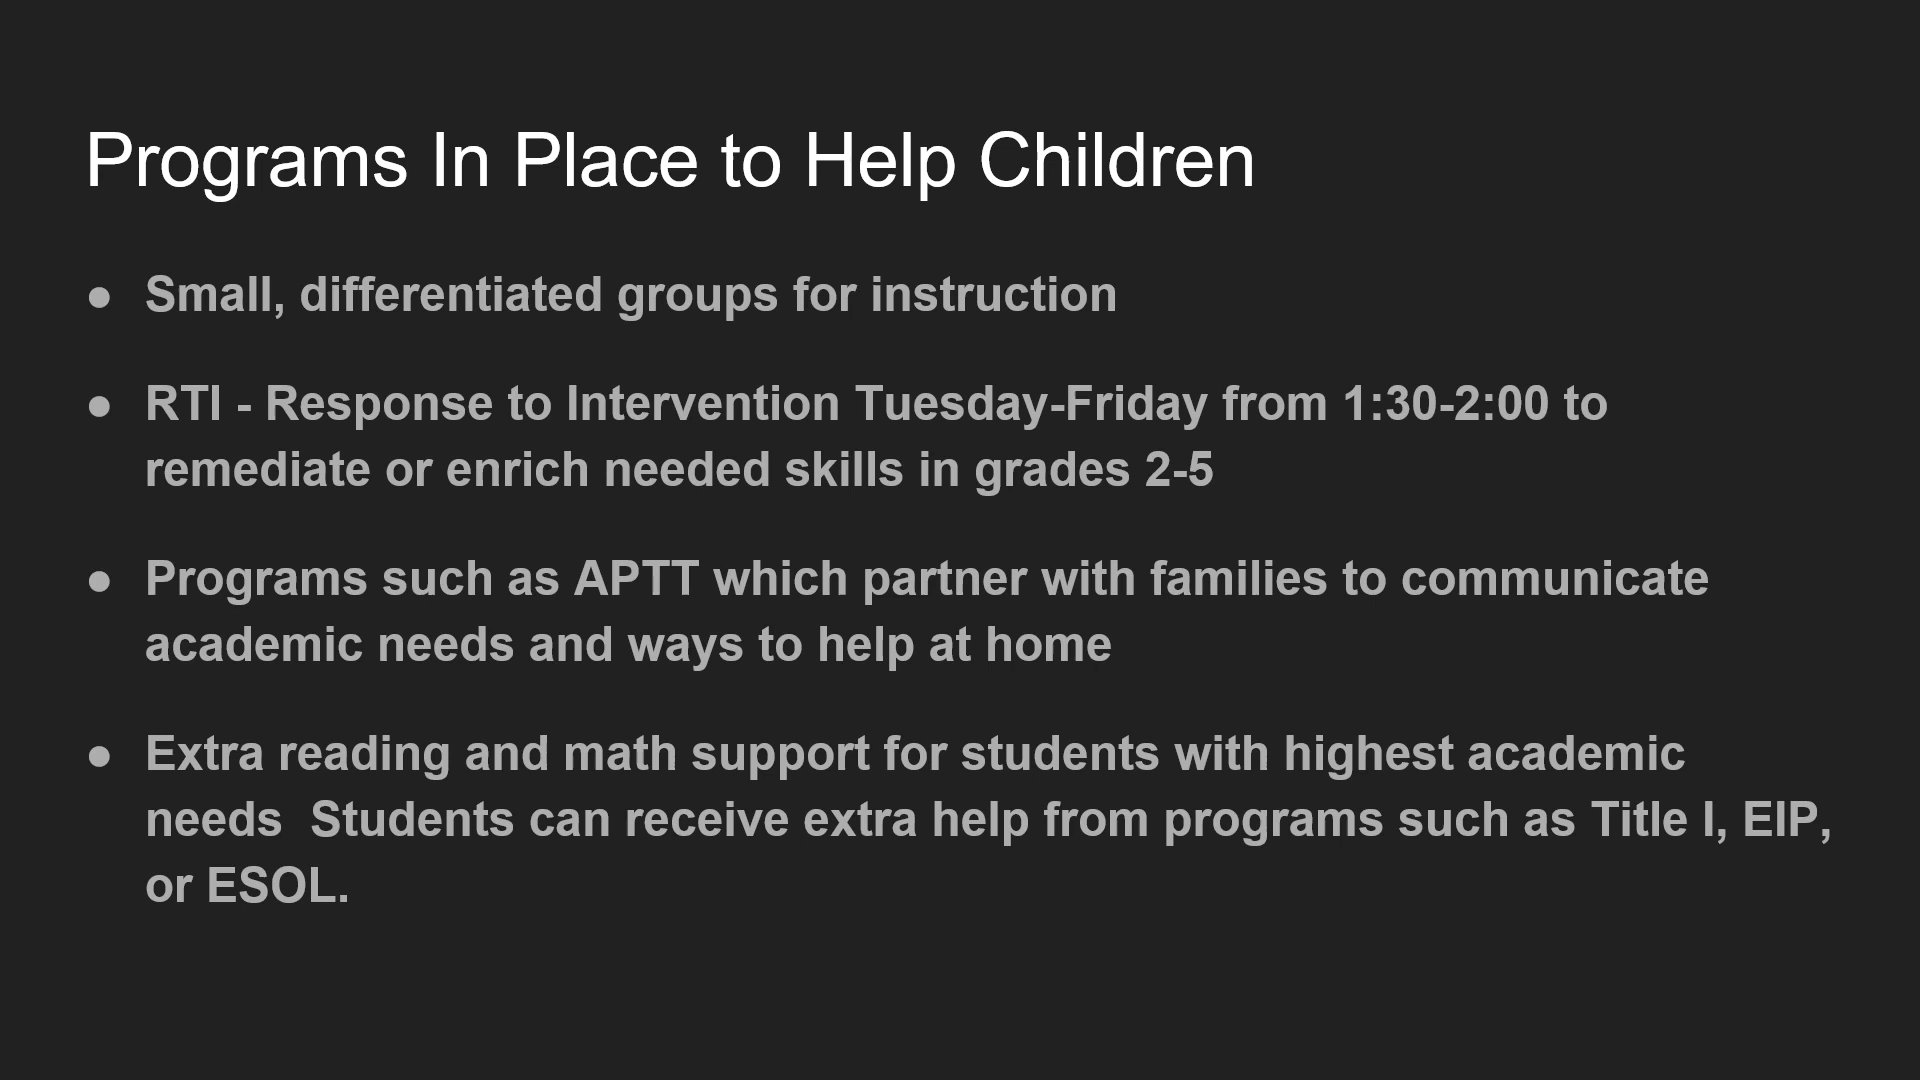 Programs In Place to Help Children
● Small, differentiated groups for instruction
● RTI - Response to Intervention Tuesday-Friday from 1:30-2:00 to
remediate or enrich needed skills in grades 2-5
● Programs such as APTT which partner with families to communicate
academic needs and ways to help at home
● Extra reading and math support for students with highest academic
needs  Students can receive extra help from programs such as Title I, EIP,
or ESOL.